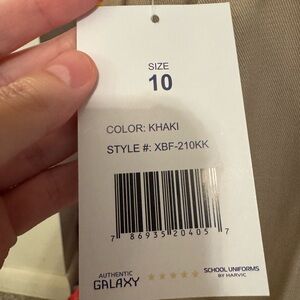 SIZE
10
COLOR: KHAKI
STYLE #: XBF-210KK
7 86935 20405 7
AUTHENTIC
GALAXY
SCHOOL UNIFORMS
BY HARVIC